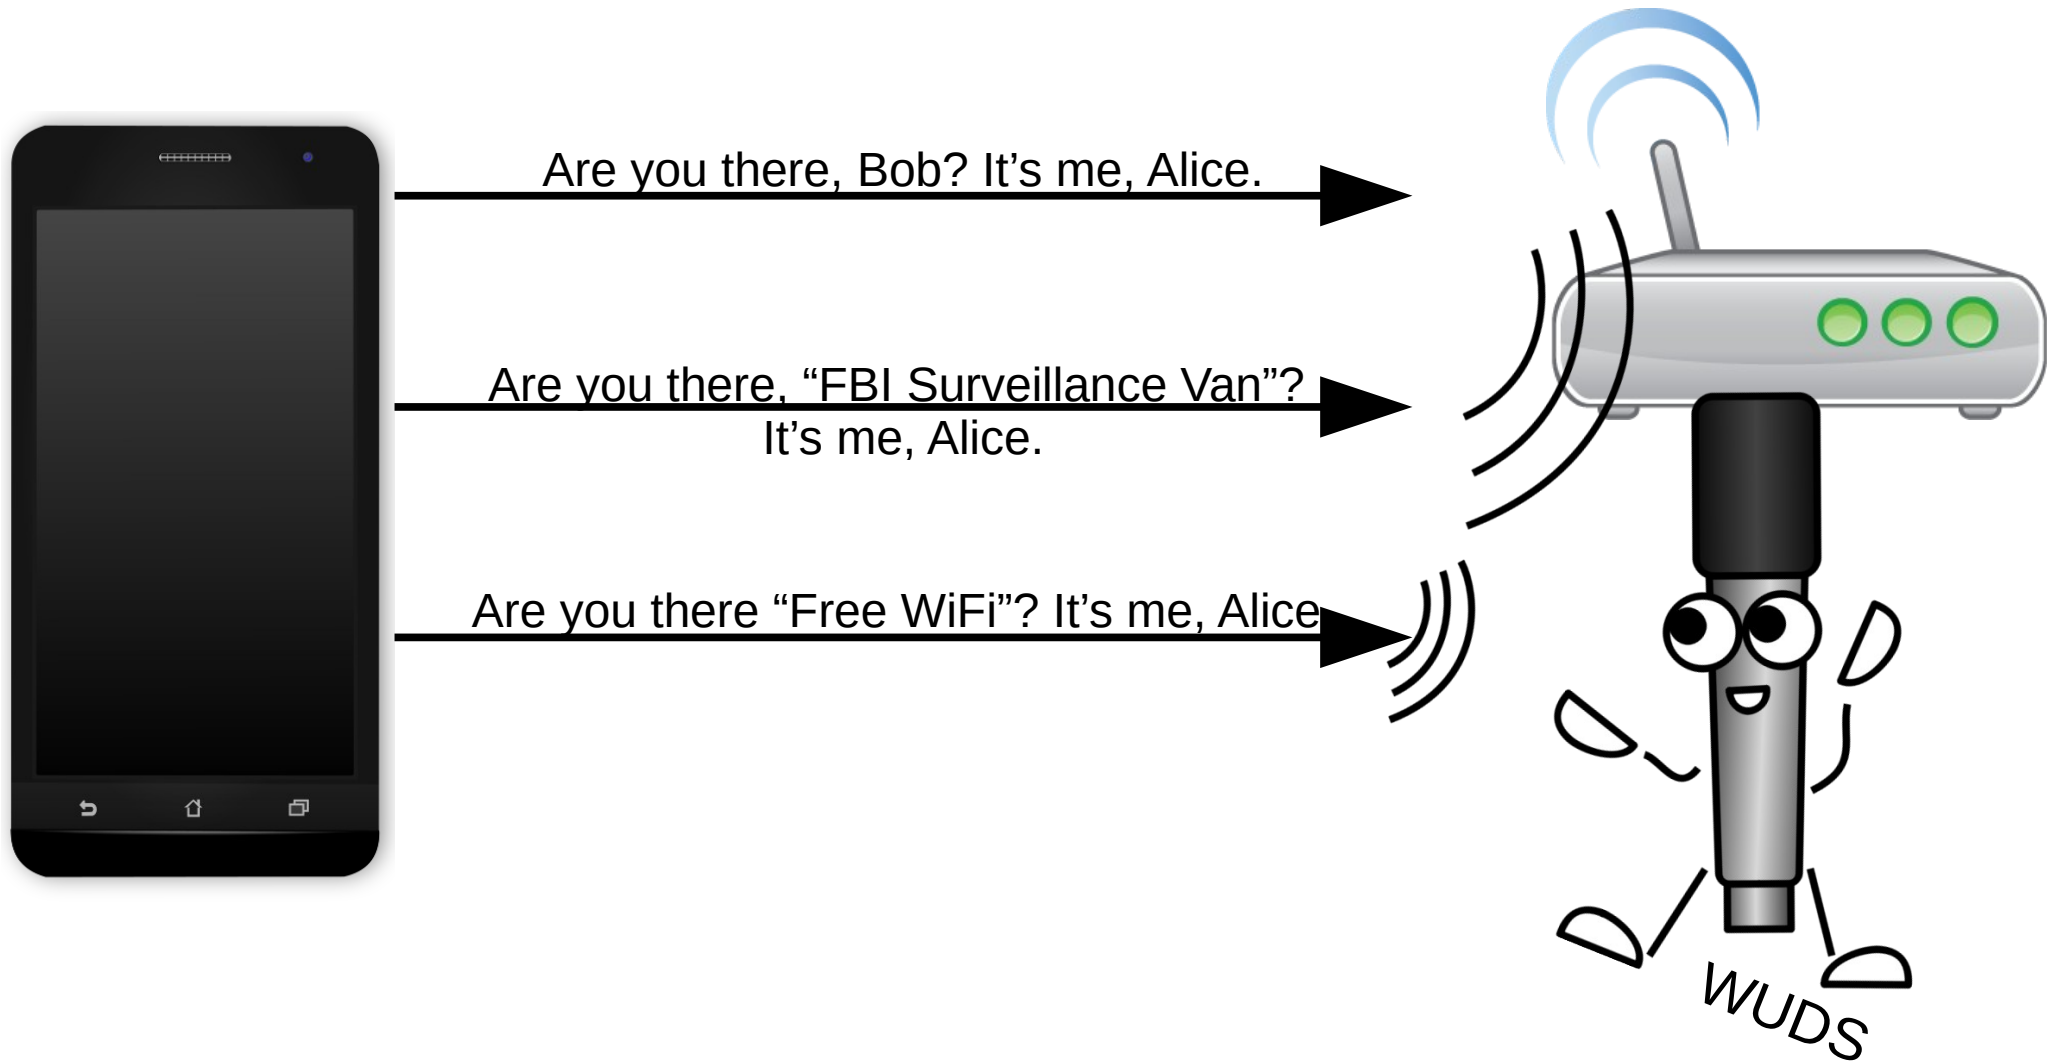 Are you there, Bob? It’s me, Alice.
Are you there, “FBI Surveillance Van”?
It’s me, Alice.
Are you there “Free WiFi”? It’s me, Alice
WUDS